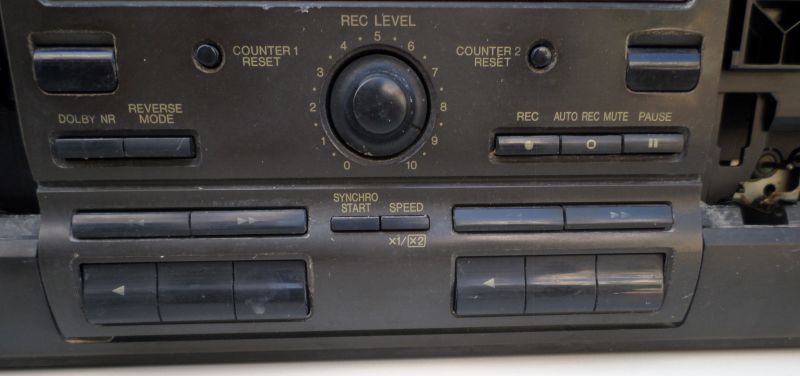 REC LEVEL
0 1 2 3 4 5 6 7 8 9 10
COUNTER 1
RESET
COUNTER 2
RESET
DOLBY NR
REVERSE
MODE
REC
AUTO REC MUTE
PAUSE
SYNCHRO
START
SPEED
×1/×2